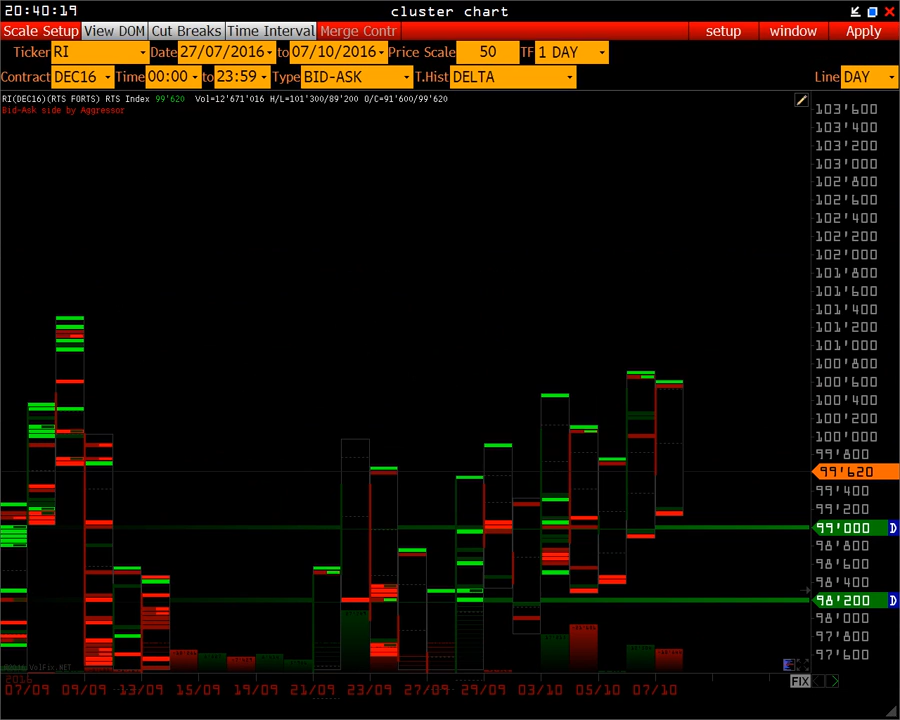 20:40:19 cluster chart
Scale Setup View DOM Cut Breaks Time Interval Merge Contr setup window Apply
Ticker RI Date 27/07/2016 to 07/10/2016 Price Scale 50 TF 1 DAY
Contract DEC16 Time 00:00 to 23:59 Type BID-ASK T.Hist DELTA Line DAY
RI(DEC16)(RTS FORTS) RTS Index 99'620 Vol=12'671'016 H/L=101'300/89'200 O/C=91'600/99'620
Bid-Ask side by Aggressor
103'600
103'400
103'200
103'000
102'800
102'600
102'400
102'200
102'000
101'800
101'600
101'400
101'200
101'000
100'800
100'600
100'400
100'200
100'000
99'800
99'620
99'400
99'200
99'000 D
98'800
98'600
98'400
98'200 D
98'000
97'800
97'600
VolFix.NET
2016
FIX
07/09 09/09 13/09 15/09 19/09 21/09 23/09 27/09 29/09 03/10 05/10 07/10